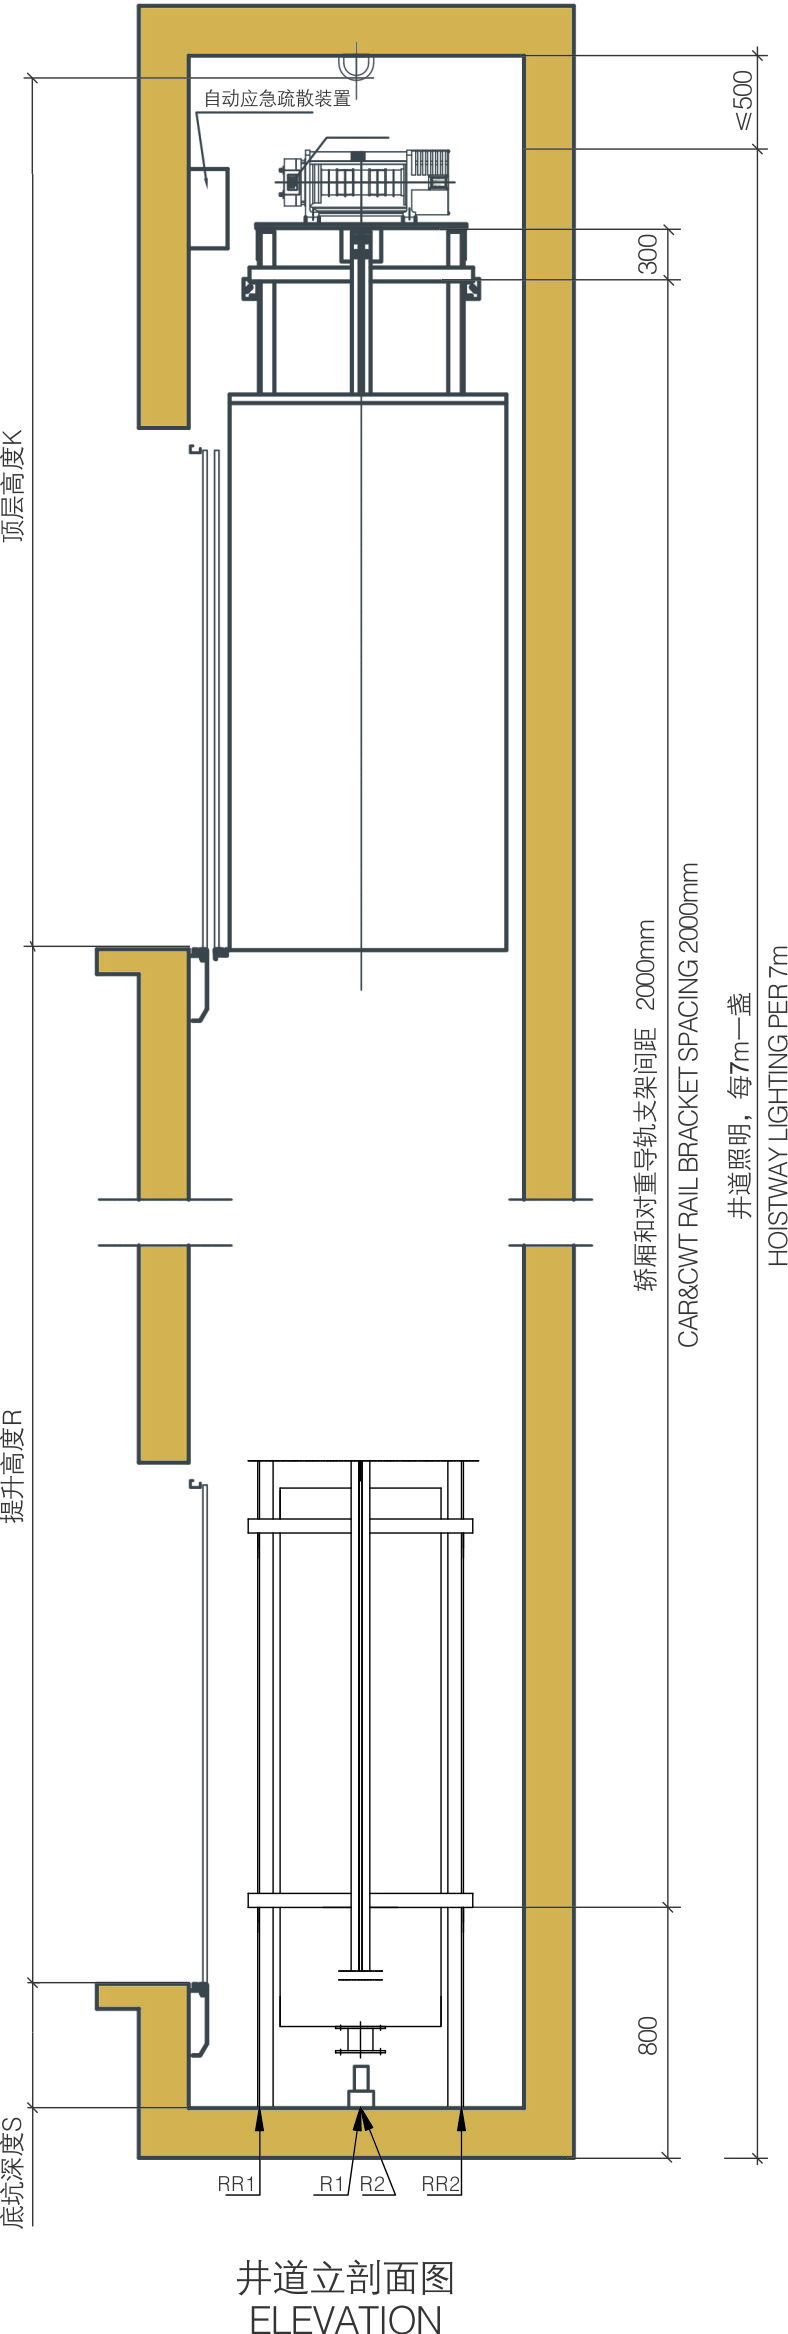 ≤500
自动应急疏散装置
300
顶层高度K
轿厢和对重导轨支架间距 2000mm
CAR&CWT RAIL BRACKET SPACING 2000mm
井道照明，每7m一盏
HOISTWAY LIGHTING PER 7m
提升高度R
800
底坑深度S
RR1
R1
R2
RR2
井道立剖面图
ELEVATION